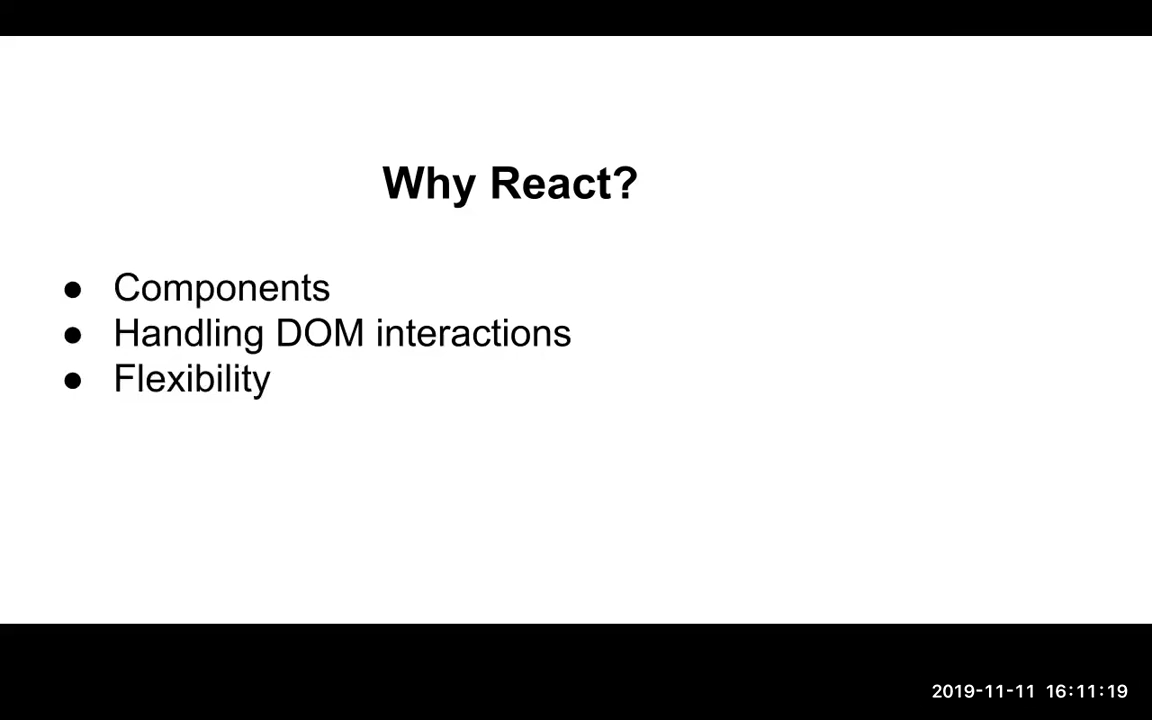 Why React?
● Components
● Handling DOM interactions
● Flexibility
2019-11-11 16:11:19